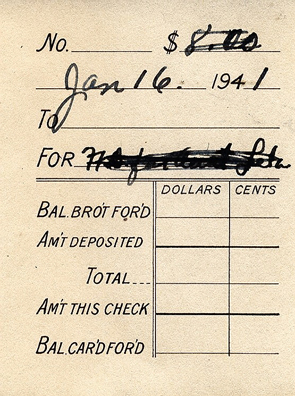 No. $ 8.00
Jan 16. 1941
To
FOR
DOLLARS CENTS
BAL. BRO'T FOR'D
AM'T DEPOSITED
TOTAL...
AM'T THIS CHECK
BAL. CAR'D FOR'D